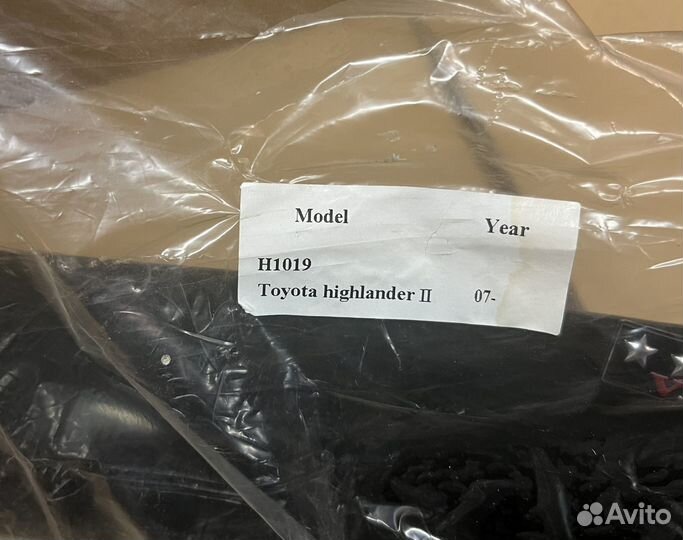 Model Year
H1019
Toyota highlander II 07-
Avito